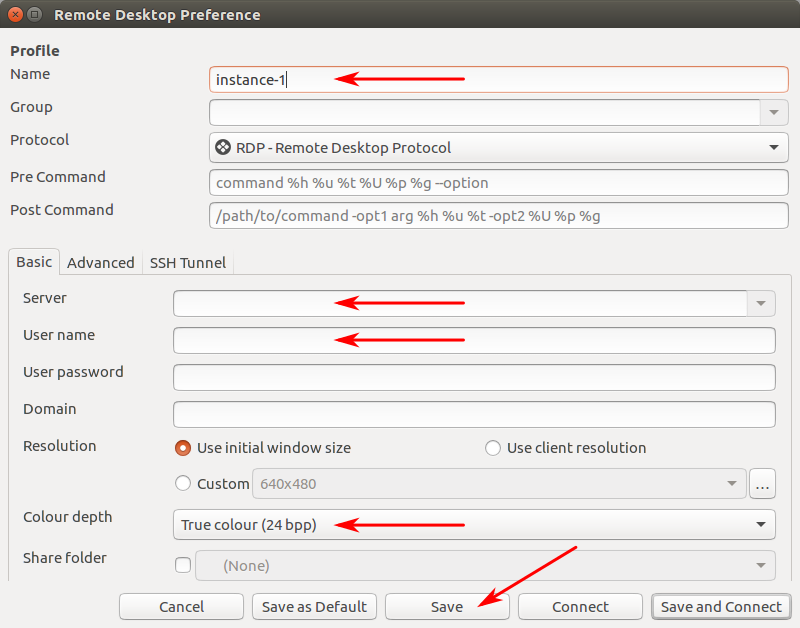 Remote Desktop Preference
Profile
Name
instance-1
Group
Protocol
RDP - Remote Desktop Protocol
Pre Command
command %h %u %t %U %p %g --option
Post Command
/path/to/command -opt1 arg %h %u %t -opt2 %U %p %g
Basic Advanced SSH Tunnel
Server
User name
User password
Domain
Resolution
Use initial window size
Use client resolution
Custom
640x480
...
Colour depth
True colour (24 bpp)
Share folder
(None)
Cancel Save as Default Save Connect Save and Connect